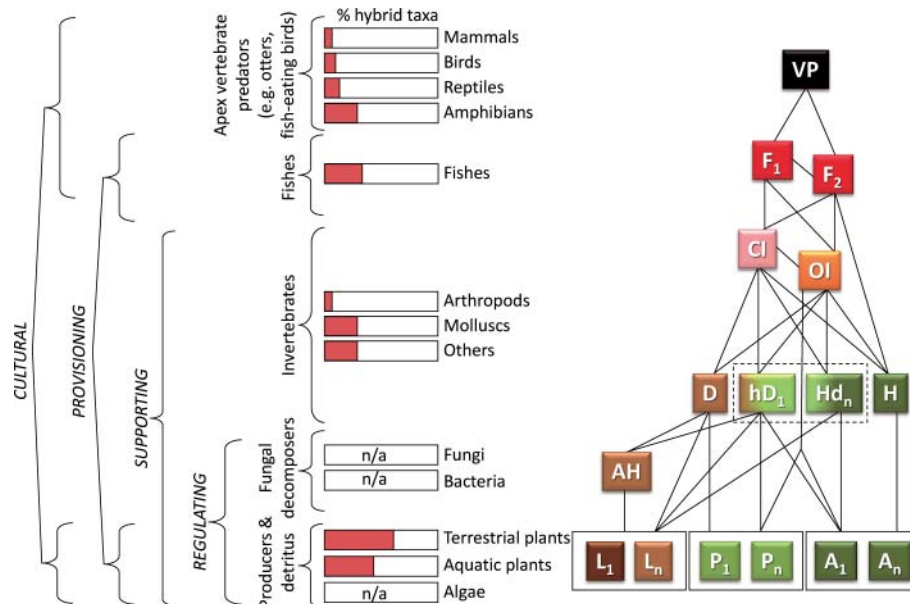 % hybrid taxa
CULTURAL
PROVISIONING
SUPPORTING
REGULATING
Apex vertebrate
predators
(e.g. otters,
fish-eating birds)
Mammals
Birds
Reptiles
Amphibians
Fishes
Fishes
Invertebrates
Arthropods
Molluscs
Others
Fungal
decomposers
n/a Fungi
n/a Bacteria
Producers &
detritus
Terrestrial plants
Aquatic plants
n/a Algae
VP
F1
F2
CI
OI
D hD1 Hdn H
AH
L1 Ln P1 Pn A1 An